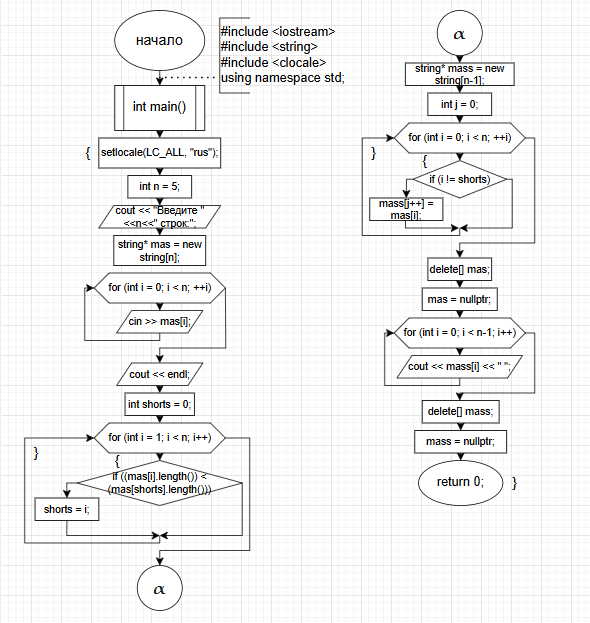 начало
#include <iostream>
#include <string>
#include <clocale>
using namespace std;
int main()
{
setlocale(LC_ALL, "rus");
int n = 5;
cout << "Введите "
<<n<<" строк:";
string* mas = new
string[n];
for (int i = 0; i < n; ++i)
cin >> mas[i];
cout << endl;
int shorts = 0;
for (int i = 1; i < n; i++)
}
{
if ((mas[i].length()) <
(mas[shorts].length()))
shorts = i;
α
α
string* mass = new
string[n-1];
int j = 0;
for (int i = 0; i < n; ++i)
}
{
if (i != shorts)
mass[j++] =
mas[i];
delete[] mas;
mas = nullptr;
for (int i = 0; i < n-1; i++)
cout << mass[i] << " ";
delete[] mass;
mass = nullptr;
return 0;
}